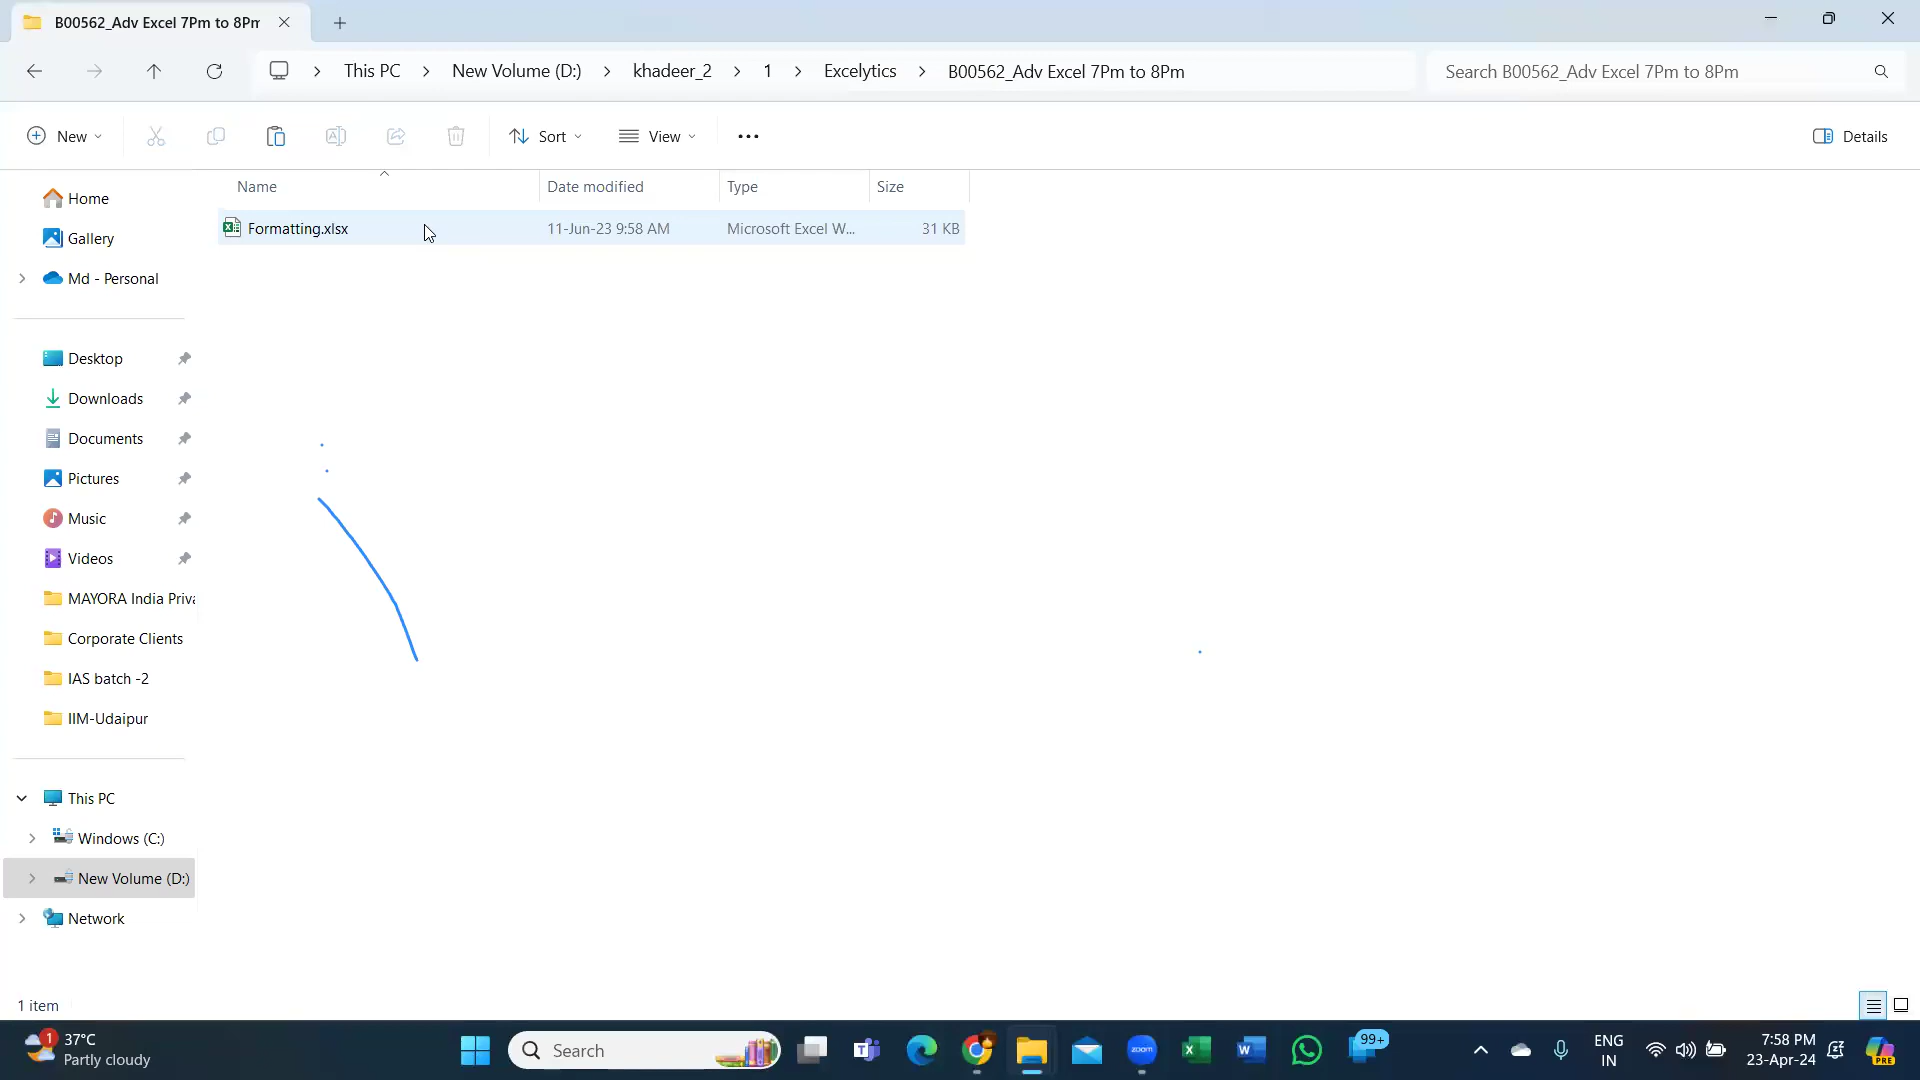 B00562_Adv Excel 7Pm to 8Pm
This PC
New Volume (D:)
khadeer_2
1
Excelytics
B00562_Adv Excel 7Pm to 8Pm
Search B00562_Adv Excel 7Pm to 8Pm
New
Sort
View
Details
Name
Date modified
Type
Size
Formatting.xlsx
11-Jun-23 9:58 AM
Microsoft Excel W...
31 KB
Home
Gallery
Md - Personal
Desktop
Downloads
Documents
Pictures
Music
Videos
MAYORA India Priva
Corporate Clients
IAS batch -2
IIM-Udaipur
This PC
Windows (C:)
New Volume (D:)
Network
1 item
1
37°C
Partly cloudy
Search
zoom
99+
ENG
IN
7:58 PM
23-Apr-24
PRE